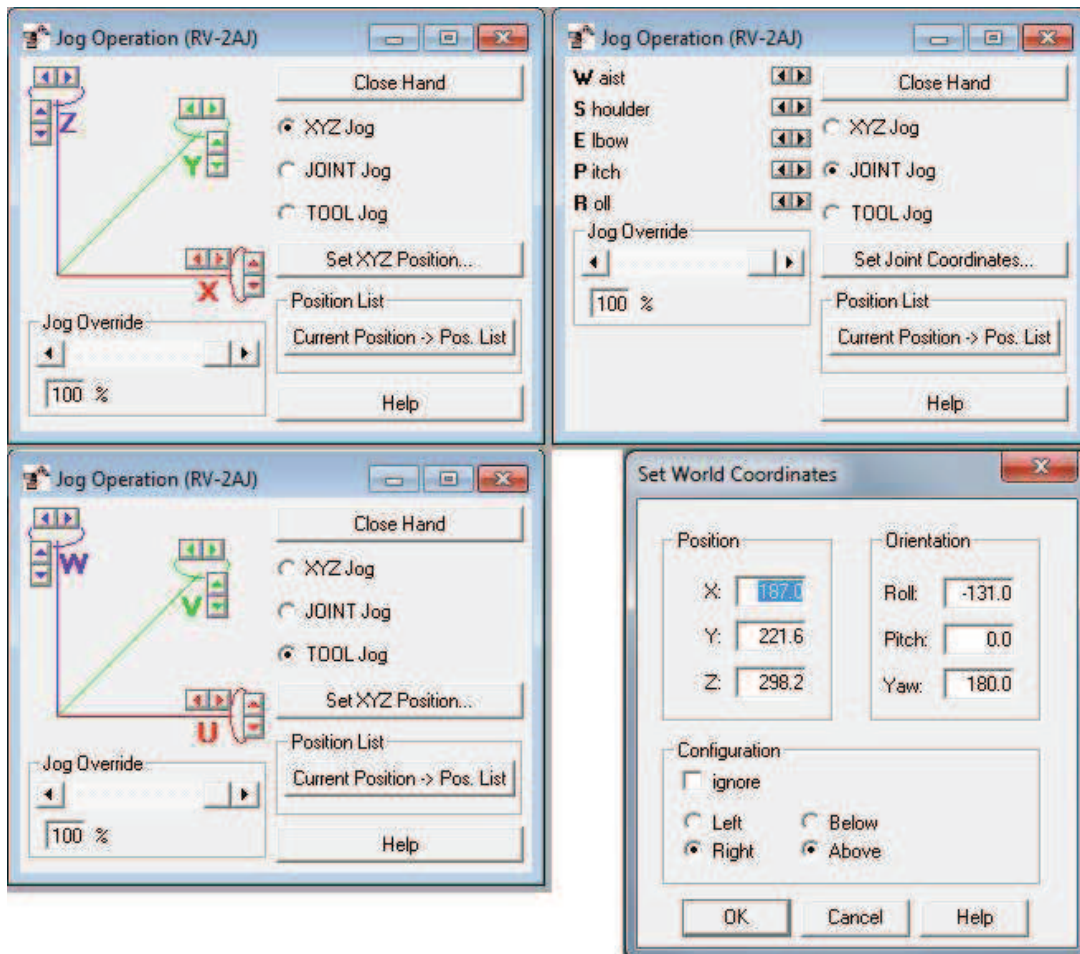 Jog Operation (RV-2AJ)
Close Hand
Z
Y
XYZ Jog
JOINT Jog
TOOL Jog
X
Set XYZ Position...
Jog Override
100 %
Position List
Current Position -> Pos. List
Help
Jog Operation (RV-2AJ)
W aist
S houlder
E lbow
P itch
R oll
Close Hand
XYZ Jog
JOINT Jog
TOOL Jog
Jog Override
100 %
Set Joint Coordinates...
Position List
Current Position -> Pos. List
Help
Jog Operation (RV-2AJ)
Close Hand
W
V
XYZ Jog
JOINT Jog
TOOL Jog
U
Set XYZ Position...
Jog Override
100 %
Position List
Current Position -> Pos. List
Help
Set World Coordinates
Position
X: 187.0
Y: 221.6
Z: 298.2
Orientation
Roll: -131.0
Pitch: 0.0
Yaw: 180.0
Configuration
ignore
Left Below
Right Above
OK Cancel Help